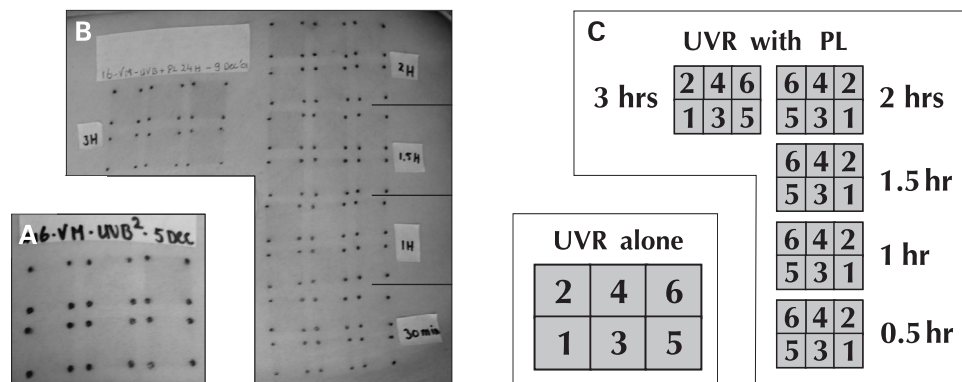 B
16-VM-UVB+PL 24H-9 Dec'01
2H
3H
1.5H
1H
30min
A
16-VM-UVB²-5 Dec
C
UVR with PL
3 hrs
2 4 6
1 3 5
6 4 2
5 3 1
2 hrs
6 4 2
5 3 1
1.5 hr
6 4 2
5 3 1
1 hr
6 4 2
5 3 1
0.5 hr
UVR alone
2 4 6
1 3 5